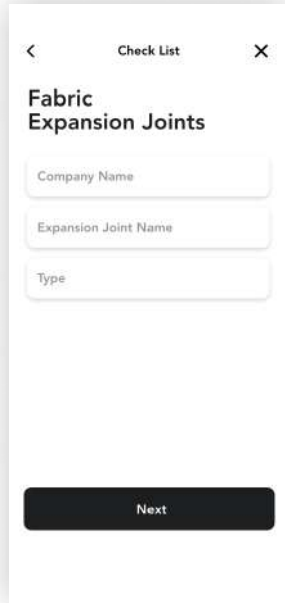 Check List
Fabric
Expansion Joints
Company Name
Expansion Joint Name
Type
Next